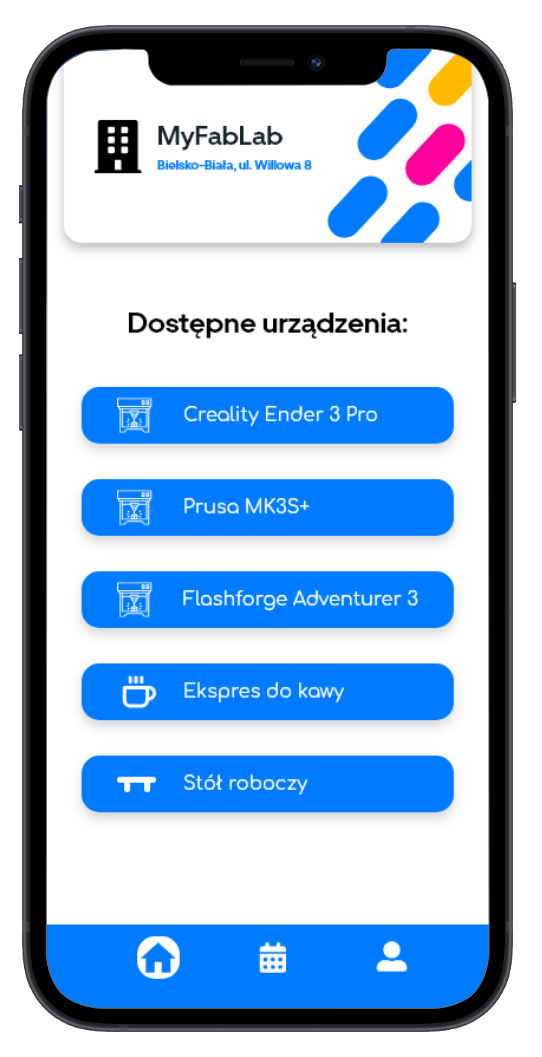 MyFabLab
Bielsko-Biała, ul. Willowa 8
Dostępne urządzenia:
Creality Ender 3 Pro
Prusa MK3S+
Flashforge Adventurer 3
Ekspres do kawy
Stół roboczy